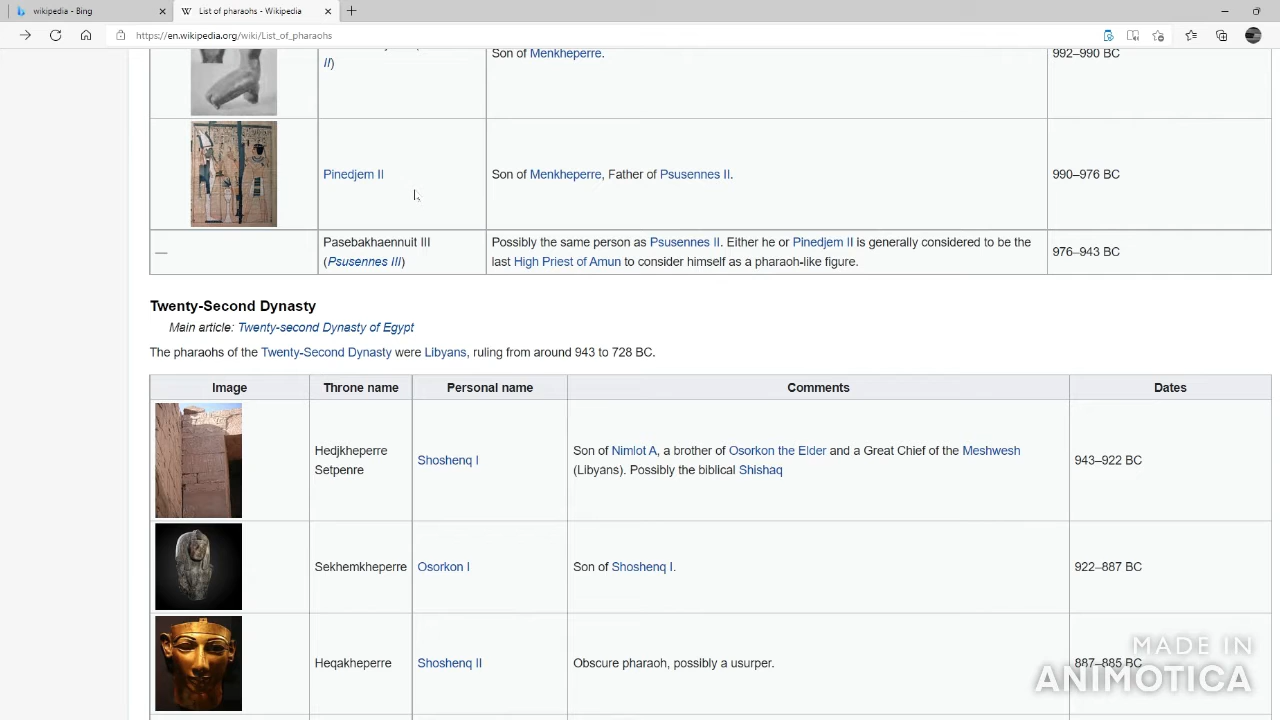 wikipedia - Bing
List of pharaohs - Wikipedia
https://en.wikipedia.org/wiki/List_of_pharaohs
II) Son of Menkheperre. 992–990 BC
Pinedjem II Son of Menkheperre, Father of Psusennes II. 990–976 BC
— Pasebakhaennuit III
(Psusennes III)
Possibly the same person as Psusennes II. Either he or Pinedjem II is generally considered to be the
last High Priest of Amun to consider himself as a pharaoh-like figure.
976–943 BC
Twenty-Second Dynasty
Main article: Twenty-second Dynasty of Egypt
The pharaohs of the Twenty-Second Dynasty were Libyans, ruling from around 943 to 728 BC.
Image Throne name Personal name Comments Dates
Hedjkheperre
Setpenre
Shoshenq I
Son of Nimlot A, a brother of Osorkon the Elder and a Great Chief of the Meshwesh
(Libyans). Possibly the biblical Shishaq
943–922 BC
Sekhemkheperre Osorkon I Son of Shoshenq I. 922–887 BC
Heqakheperre Shoshenq II Obscure pharaoh, possibly a usurper. 887–885 BC
MADE IN
ANIMOTICA